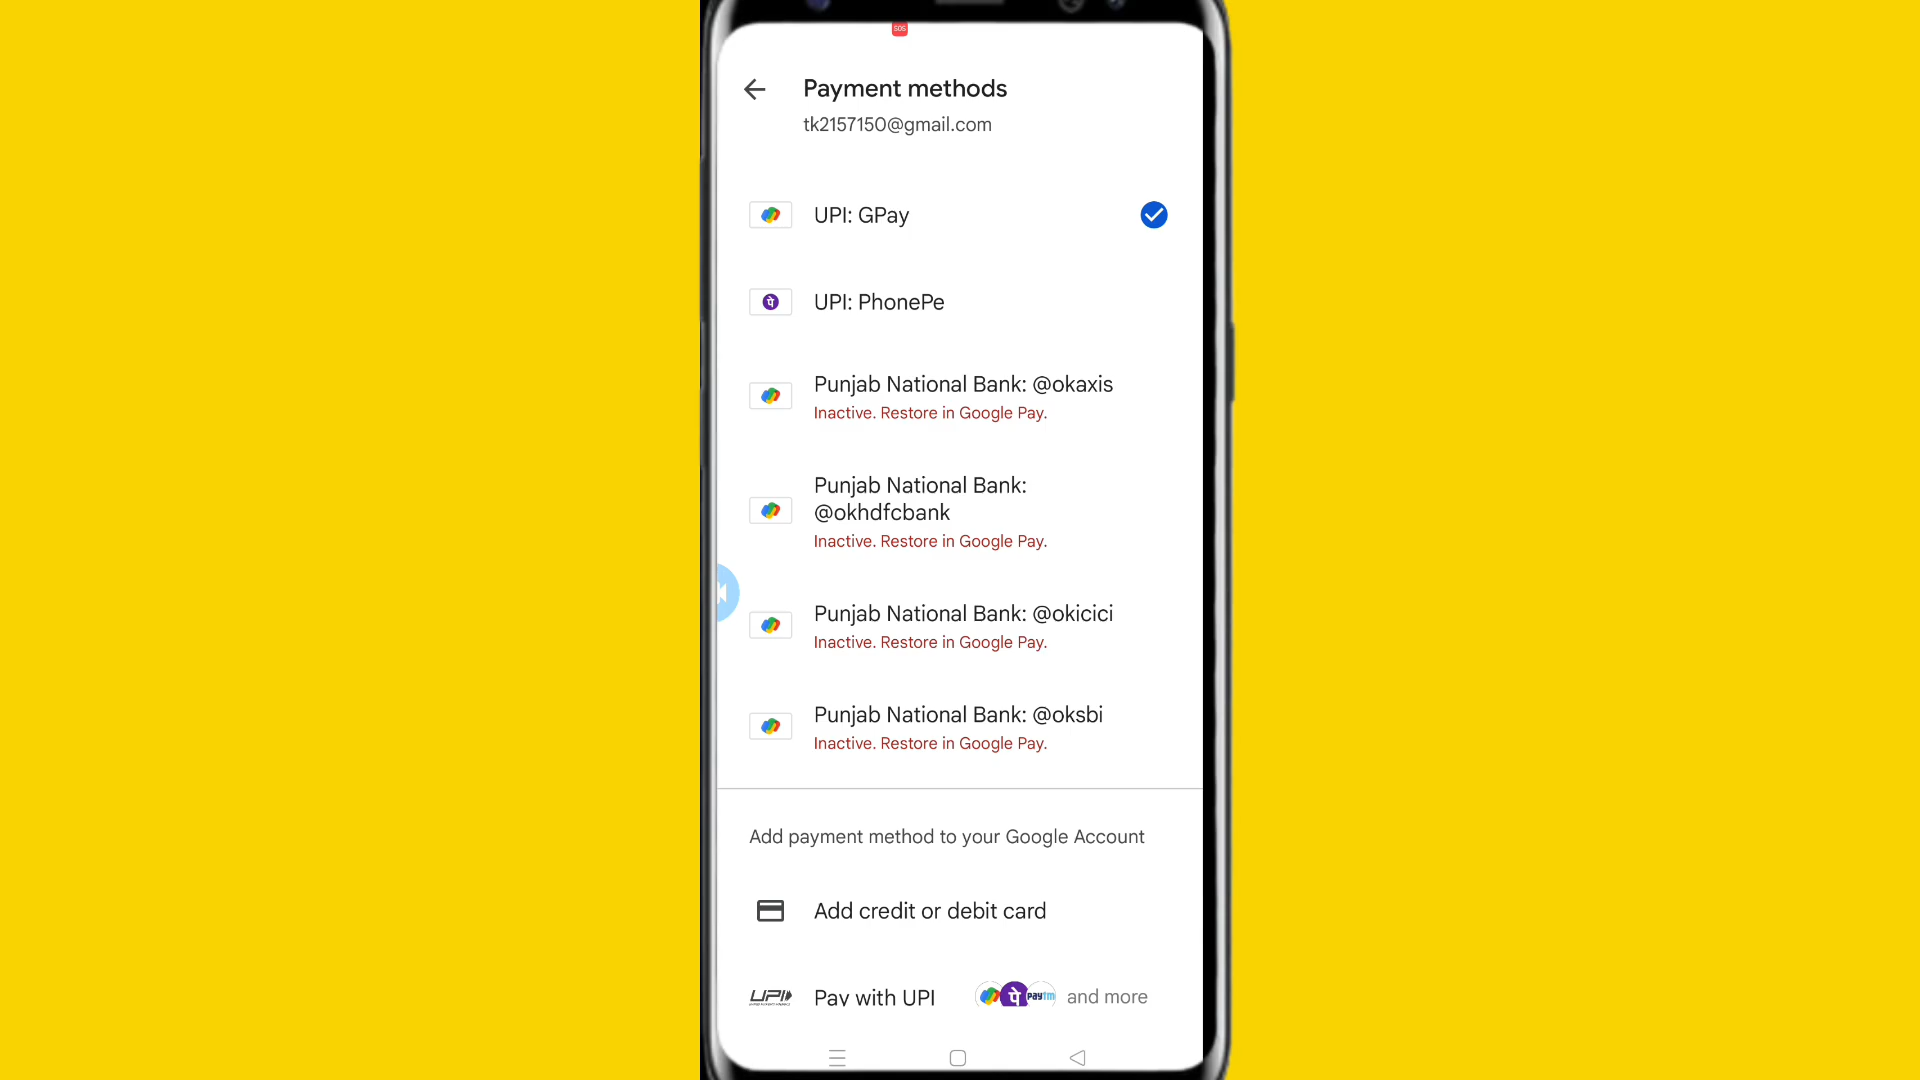 SOS
Payment methods
tk2157150@gmail.com
UPI: GPay
पे
UPI: PhonePe
Punjab National Bank: @okaxis
Inactive. Restore in Google Pay.
Punjab National Bank:
@okhdfcbank
Inactive. Restore in Google Pay.
Punjab National Bank: @okicici
Inactive. Restore in Google Pay.
Punjab National Bank: @oksbi
Inactive. Restore in Google Pay.
Add payment method to your Google Account
Add credit or debit card
UPI Pay with UPI पे paytm and more